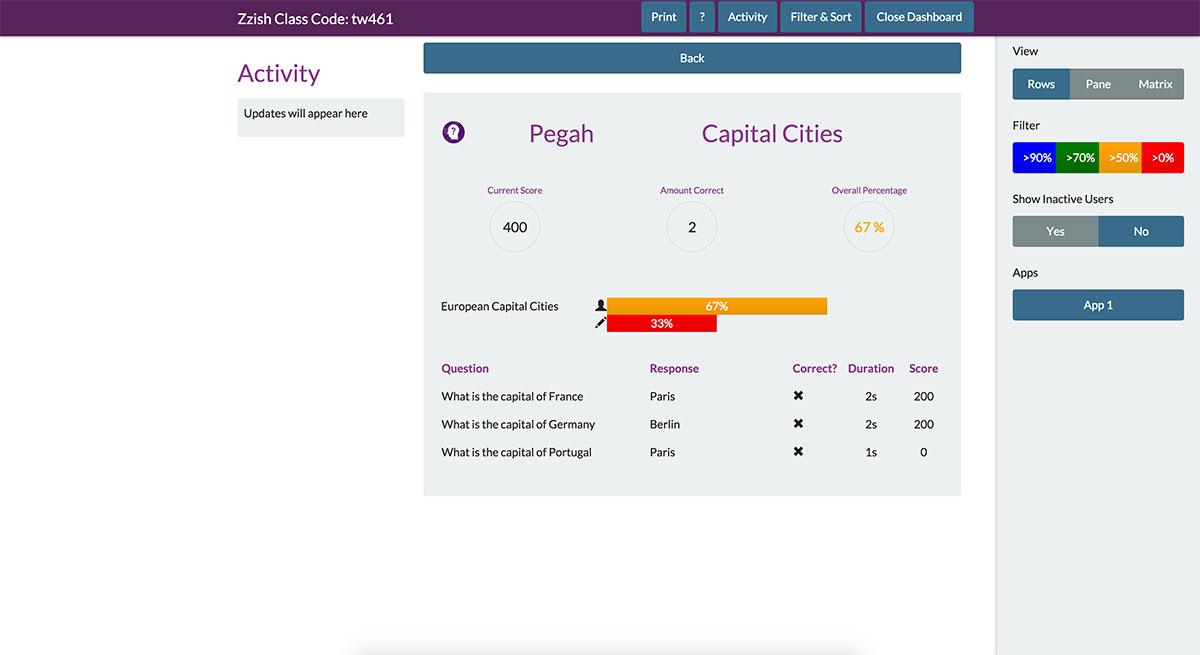 Zzish Class Code: tw461
Print ? Activity Filter & Sort Close Dashboard
Activity
Updates will appear here
Back
Pegah Capital Cities
Current Score Amount Correct Overall Percentage
400 2 67 %
European Capital Cities 67%
33%
Question Response Correct? Duration Score
What is the capital of France Paris ✖ 2s 200
What is the capital of Germany Berlin ✖ 2s 200
What is the capital of Portugal Paris ✖ 1s 0
View
Rows Pane Matrix
Filter
>90% >70% >50% >0%
Show Inactive Users
Yes No
Apps
App 1